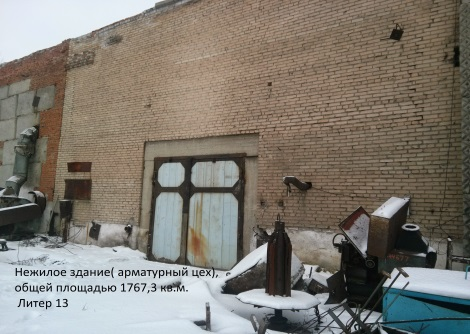 Нежилое здание( арматурный цех),
общей площадью 1767,3 кв.м.
Литер 13